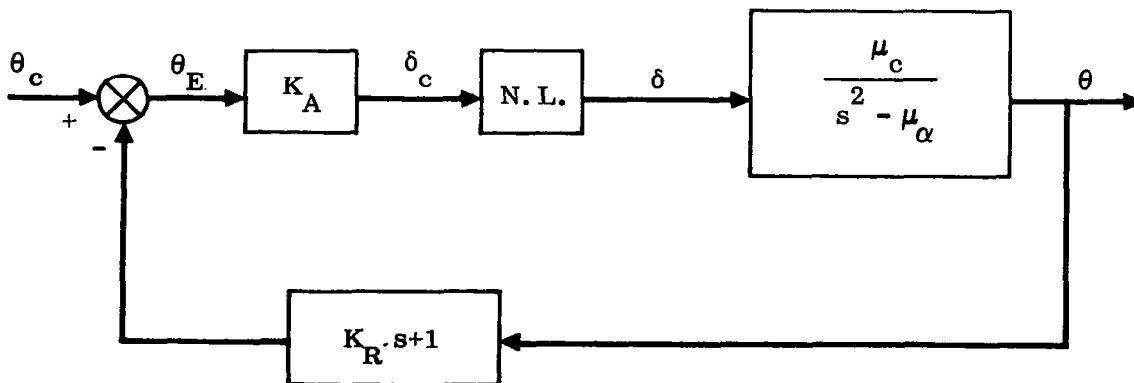 θc
+
-
θE
KA
δc
N. L.
δ
μc
s² - μα
θ
KR s+1